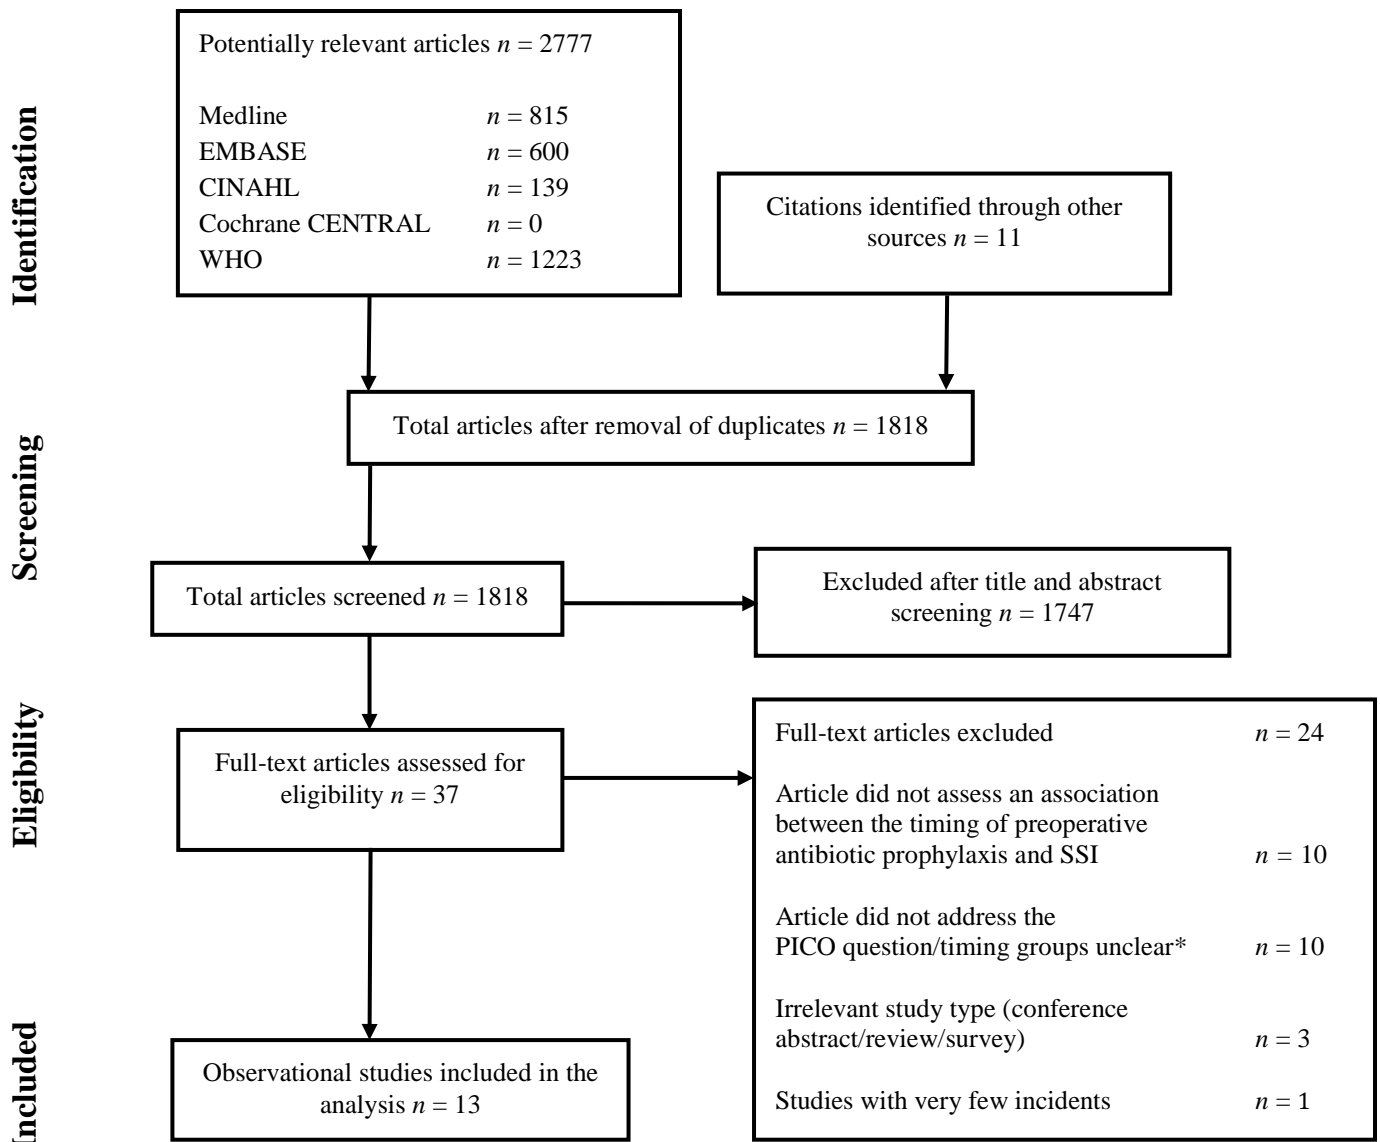 Identification
Potentially relevant articles n = 2777
Medline n = 815
EMBASE n = 600
CINAHL n = 139
Cochrane CENTRAL n = 0
WHO n = 1223
Citations identified through other
sources n = 11
Screening
Total articles after removal of duplicates n = 1818
Total articles screened n = 1818
Excluded after title and abstract
screening n = 1747
Eligibility
Full-text articles assessed for
eligibility n = 37
Full-text articles excluded n = 24
Article did not assess an association
between the timing of preoperative
antibiotic prophylaxis and SSI n = 10
Article did not address the
PICO question/timing groups unclear* n = 10
Irrelevant study type (conference
abstract/review/survey) n = 3
Studies with very few incidents n = 1
Included
Observational studies included in the
analysis n = 13